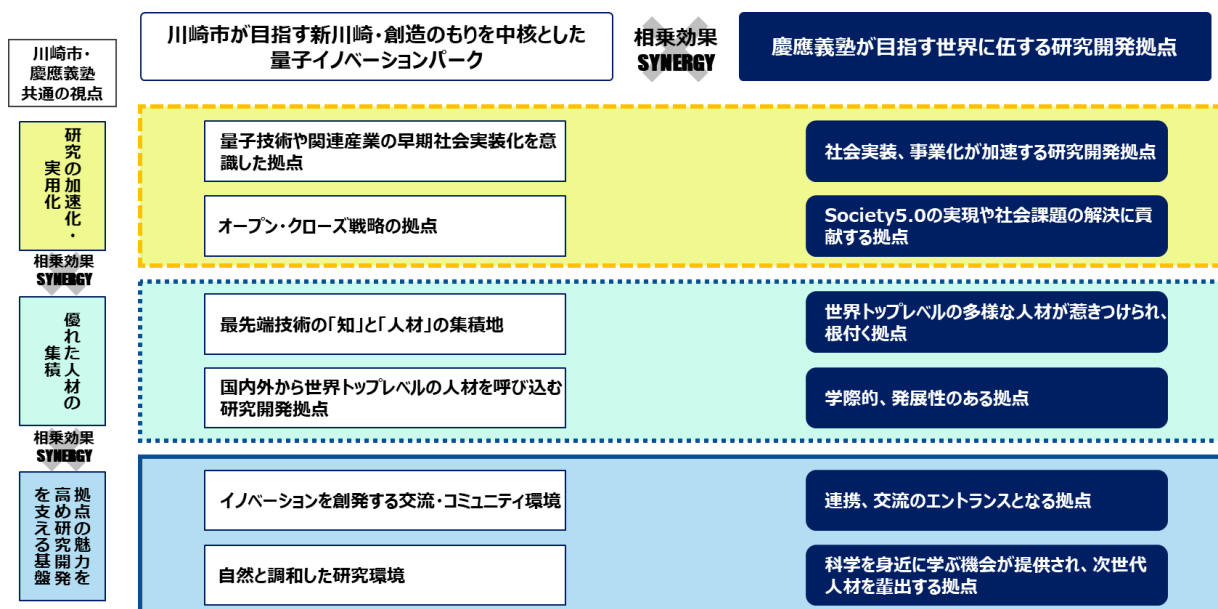 川崎市・
慶應義塾
共通の視点
川崎市が目指す新川崎・創造のもりを中核とした
量子イノベーションパーク
相乗効果
SYNERGY
慶應義塾が目指す世界に伍する研究開発拠点
研究の加速化・
実用化
量子技術や関連産業の早期社会実装化を意
識した拠点
社会実装、事業化が加速する研究開発拠点
オープン・クローズ戦略の拠点
Society5.0の実現や社会課題の解決に貢
献する拠点
相乗効果
SYNERGY
優れた人材の
集積
最先端技術の「知」と「人材」の集積地
世界トップレベルの多様な人材が惹きつけられ、
根付く拠点
国内外から世界トップレベルの人材を呼び込む
研究開発拠点
学際的、発展性のある拠点
相乗効果
SYNERGY
拠点の魅力を
高め研究開発
を支える基盤
イノベーションを創発する交流・コミュニティ環境
連携、交流のエントランスとなる拠点
自然と調和した研究環境
科学を身近に学ぶ機会が提供され、次世代
人材を輩出する拠点